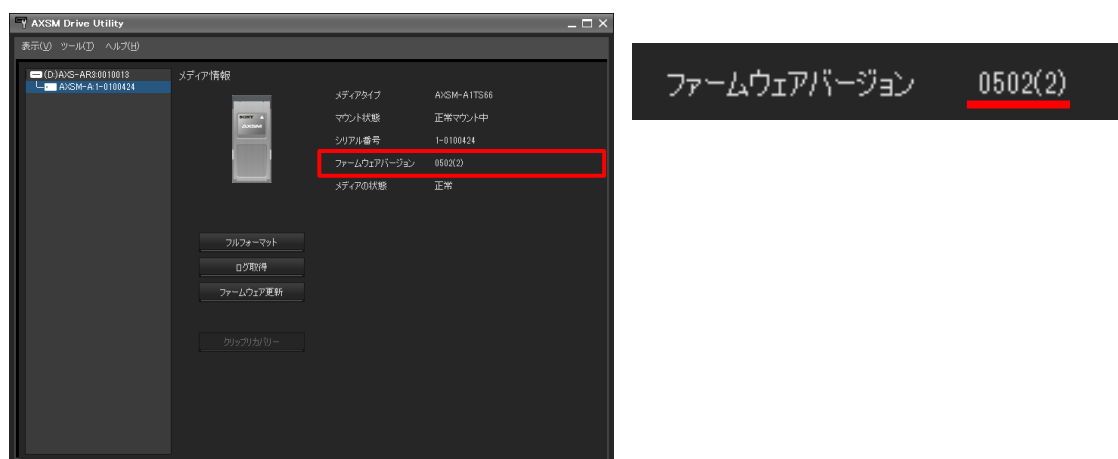 AXSM Drive Utility
表示(V) ツール(T) ヘルプ(H)
(D)AXS-AR3:0010013
AXSM-A:1-0100424
メディア情報
SONY
AXSM
メディアタイプ AXSM-A1TS66
マウント状態 正常マウント中
シリアル番号 1-0100424
ファームウェアバージョン 0502(2)
メディアの状態 正常
フルフォーマット
ログ取得
ファームウェア更新
クリップリカバリー
ファームウェアバージョン 0502(2)